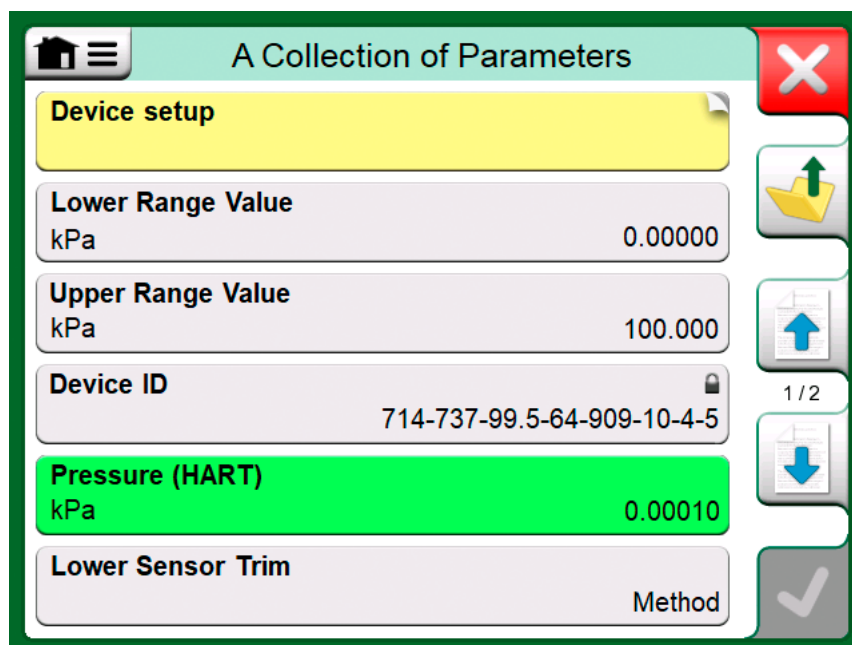 A Collection of Parameters
Device setup
Lower Range Value
kPa 0.00000
Upper Range Value
kPa 100.000
Device ID
714-737-99.5-64-909-10-4-5
1 / 2
Pressure (HART)
kPa 0.00010
Lower Sensor Trim
Method